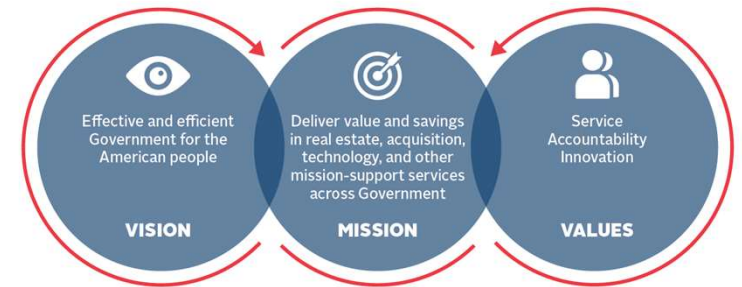 Effective and efficient
Government for the
American people
VISION
Deliver value and savings
in real estate, acquisition,
technology, and other
mission-support services
across Government
MISSION
Service
Accountability
Innovation
VALUES